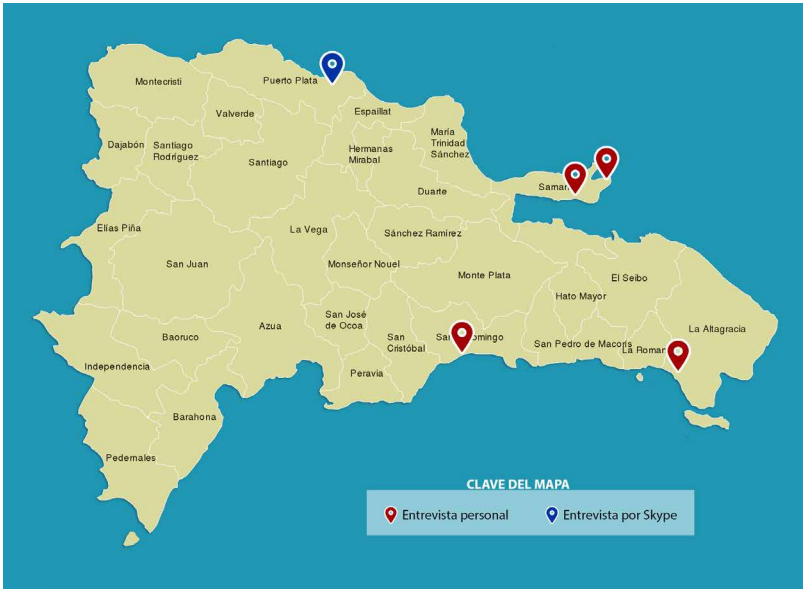 Montecristi
Puerto Plata
Valverde
Espaillat
Dajabón
Santiago
Rodríguez
Santiago
Hermanas
Mirabal
María
Trinidad
Sánchez
Duarte
Samaná
Elías Piña
San Juan
La Vega
Sánchez Ramírez
Monseñor Nouel
Monte Plata
El Seibo
Hato Mayor
La Altagracia
Azua
San José
de Ocoa
San
Cristóbal
Santo Domingo
San Pedro de Macorís
La Romana
Baoruco
Independencia
Peravia
Barahona
Pedernales
CLAVE DEL MAPA
Entrevista personal
Entrevista por Skype